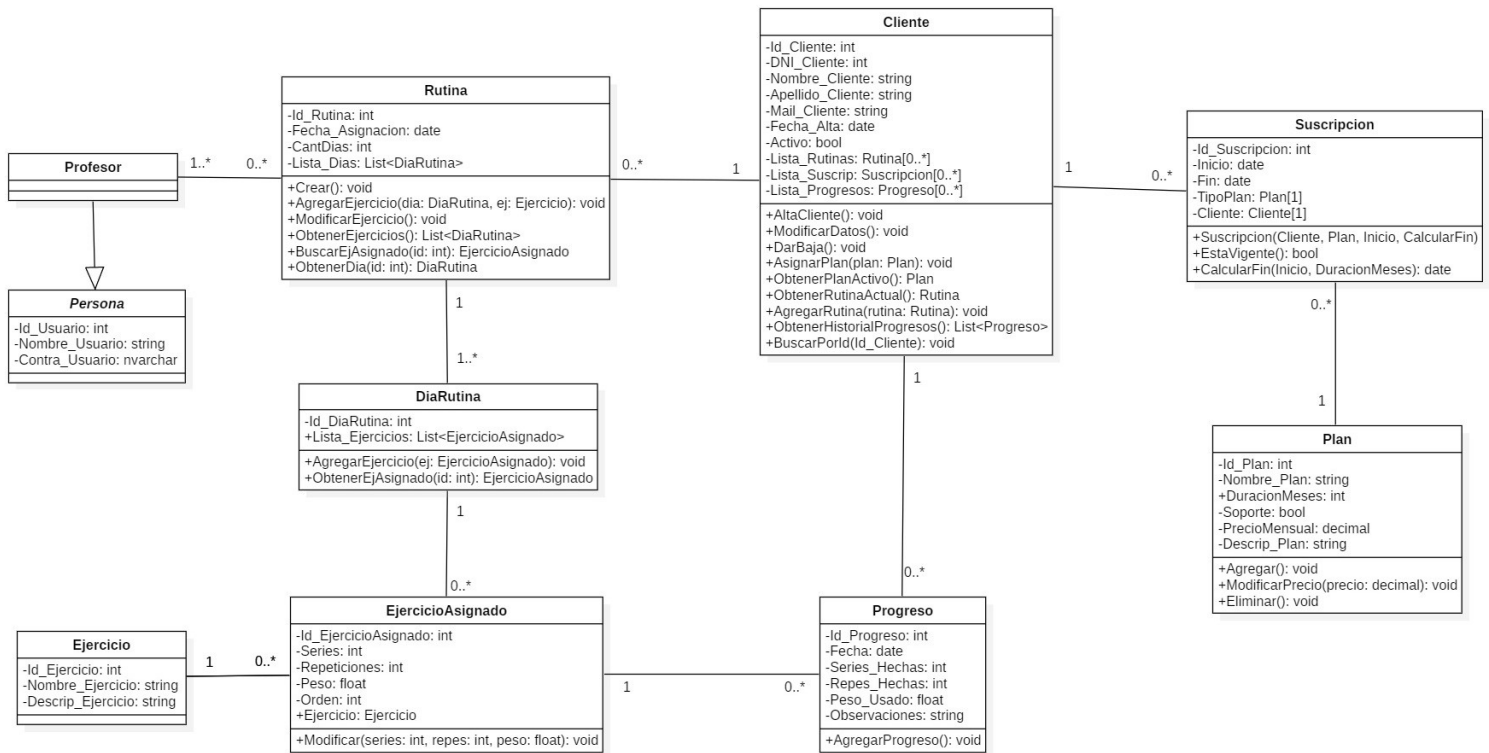 Cliente
-Id_Cliente: int
-DNI_Cliente: int
-Nombre_Cliente: string
-Apellido_Cliente: string
-Mail_Cliente: string
-Fecha_Alta: date
-Activo: bool
-Lista_Rutinas: Rutina[0..*]
-Lista_Suscrip: Suscripcion[0..*]
-Lista_Progresos: Progreso[0..*]
+AltaCliente(): void
+ModificarDatos(): void
+DarBaja(): void
+AsignarPlan(plan: Plan): void
+ObtenerPlanActivo(): Plan
+ObtenerRutinaActual(): Rutina
+AgregarRutina(rutina: Rutina): void
+ObtenerHistorialProgresos(): List<Progreso>
+BuscarPorId(Id_Cliente): void
Rutina
-Id_Rutina: int
-Fecha_Asignacion: date
-CantDias: int
-Lista_Dias: List<DiaRutina>
+Crear(): void
+AgregarEjercicio(dia: DiaRutina, ej: Ejercicio): void
+ModificarEjercicio(): void
+ObtenerEjercicios(): List<DiaRutina>
+BuscarEjAsignado(id: int): EjercicioAsignado
+ObtenerDia(id: int): DiaRutina
Suscripcion
-Id_Suscripcion: int
-Inicio: date
-Fin: date
-TipoPlan: Plan[1]
-Cliente: Cliente[1]
+Suscripcion(Cliente, Plan, Inicio, CalcularFin)
+EstaVigente(): bool
+CalcularFin(Inicio, DuracionMeses): date
Profesor
1..*
0..*
0..*
1
1
0..*
Persona
-Id_Usuario: int
-Nombre_Usuario: string
-Contra_Usuario: nvarchar
1
1..*
0..*
1
DiaRutina
-Id_DiaRutina: int
+Lista_Ejercicios: List<EjercicioAsignado>
+AgregarEjercicio(ej: EjercicioAsignado): void
+ObtenerEjAsignado(id: int): EjercicioAsignado
1
0..*
1
0..*
Plan
-Id_Plan: int
-Nombre_Plan: string
+DuracionMeses: int
-Soporte: bool
-PrecioMensual: decimal
-Descrip_Plan: string
+Agregar(): void
+ModificarPrecio(precio: decimal): void
+Eliminar(): void
Ejercicio
-Id_Ejercicio: int
-Nombre_Ejercicio: string
-Descrip_Ejercicio: string
1
0..*
EjercicioAsignado
-Id_EjercicioAsignado: int
-Series: int
-Repeticiones: int
-Peso: float
-Orden: int
+Ejercicio: Ejercicio
+Modificar(series: int, repes: int, peso: float): void
1
0..*
Progreso
-Id_Progreso: int
-Fecha: date
-Series_Hechas: int
-Repes_Hechas: int
-Peso_Usado: float
-Observaciones: string
+AgregarProgreso(): void